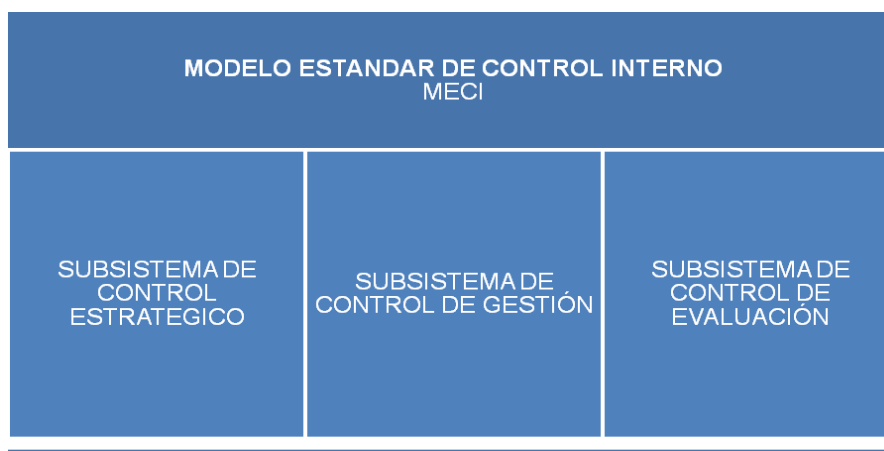 MODELO ESTANDAR DE CONTROL INTERNO
MECI
SUBSISTEMA DE
CONTROL
ESTRATEGICO
SUBSISTEMA DE
CONTROL DE GESTIÓN
SUBSISTEMA DE
CONTROL DE
EVALUACIÓN